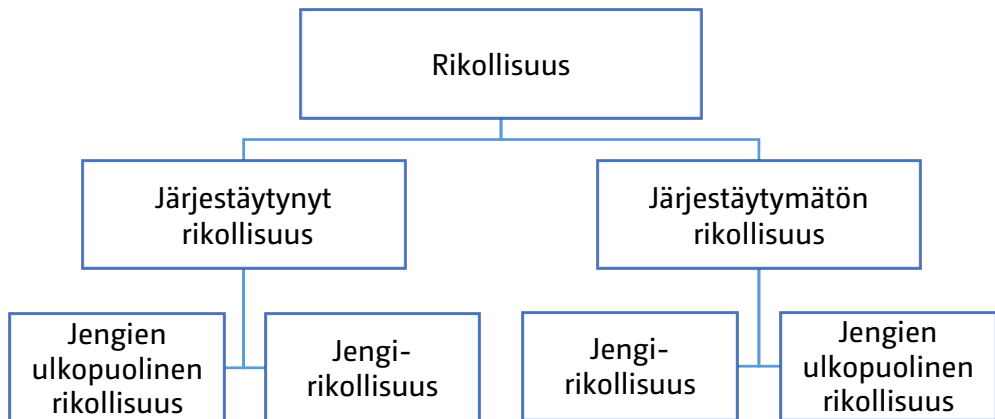 Rikollisuus
Järjestäytynyt
rikollisuus
Järjestäytymätön
rikollisuus
Jengien
ulkopuolinen
rikollisuus
Jengi-
rikollisuus
Jengi-
rikollisuus
Jengien
ulkopuolinen
rikollisuus